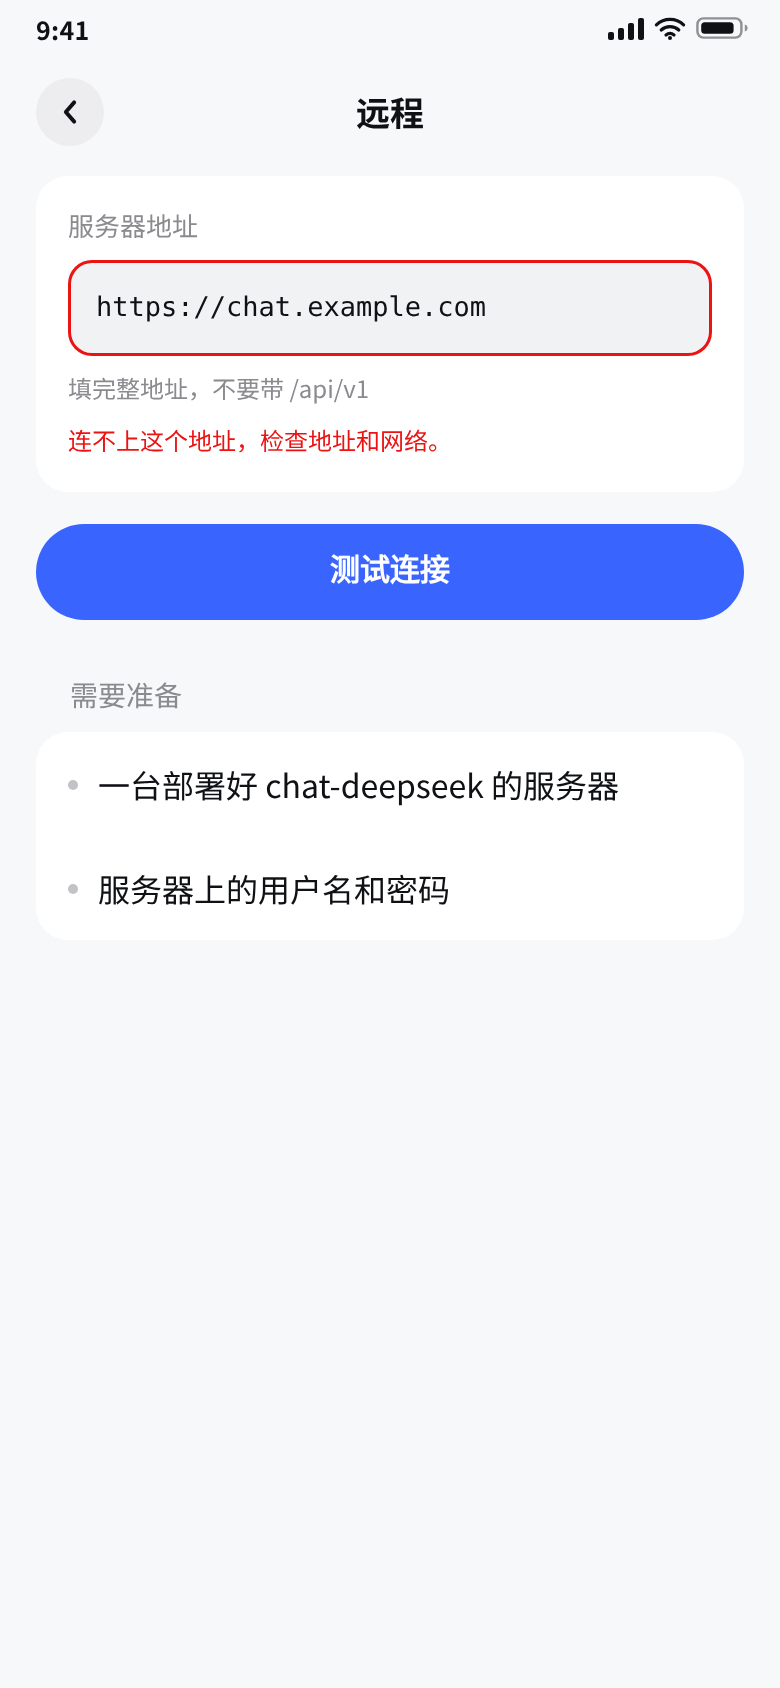 9:41
远程
服务器地址
https://chat.example.com
填完整地址，不要带 /api/v1
连不上这个地址，检查地址和网络。
测试连接
需要准备
一台部署好 chat-deepseek 的服务器
服务器上的用户名和密码